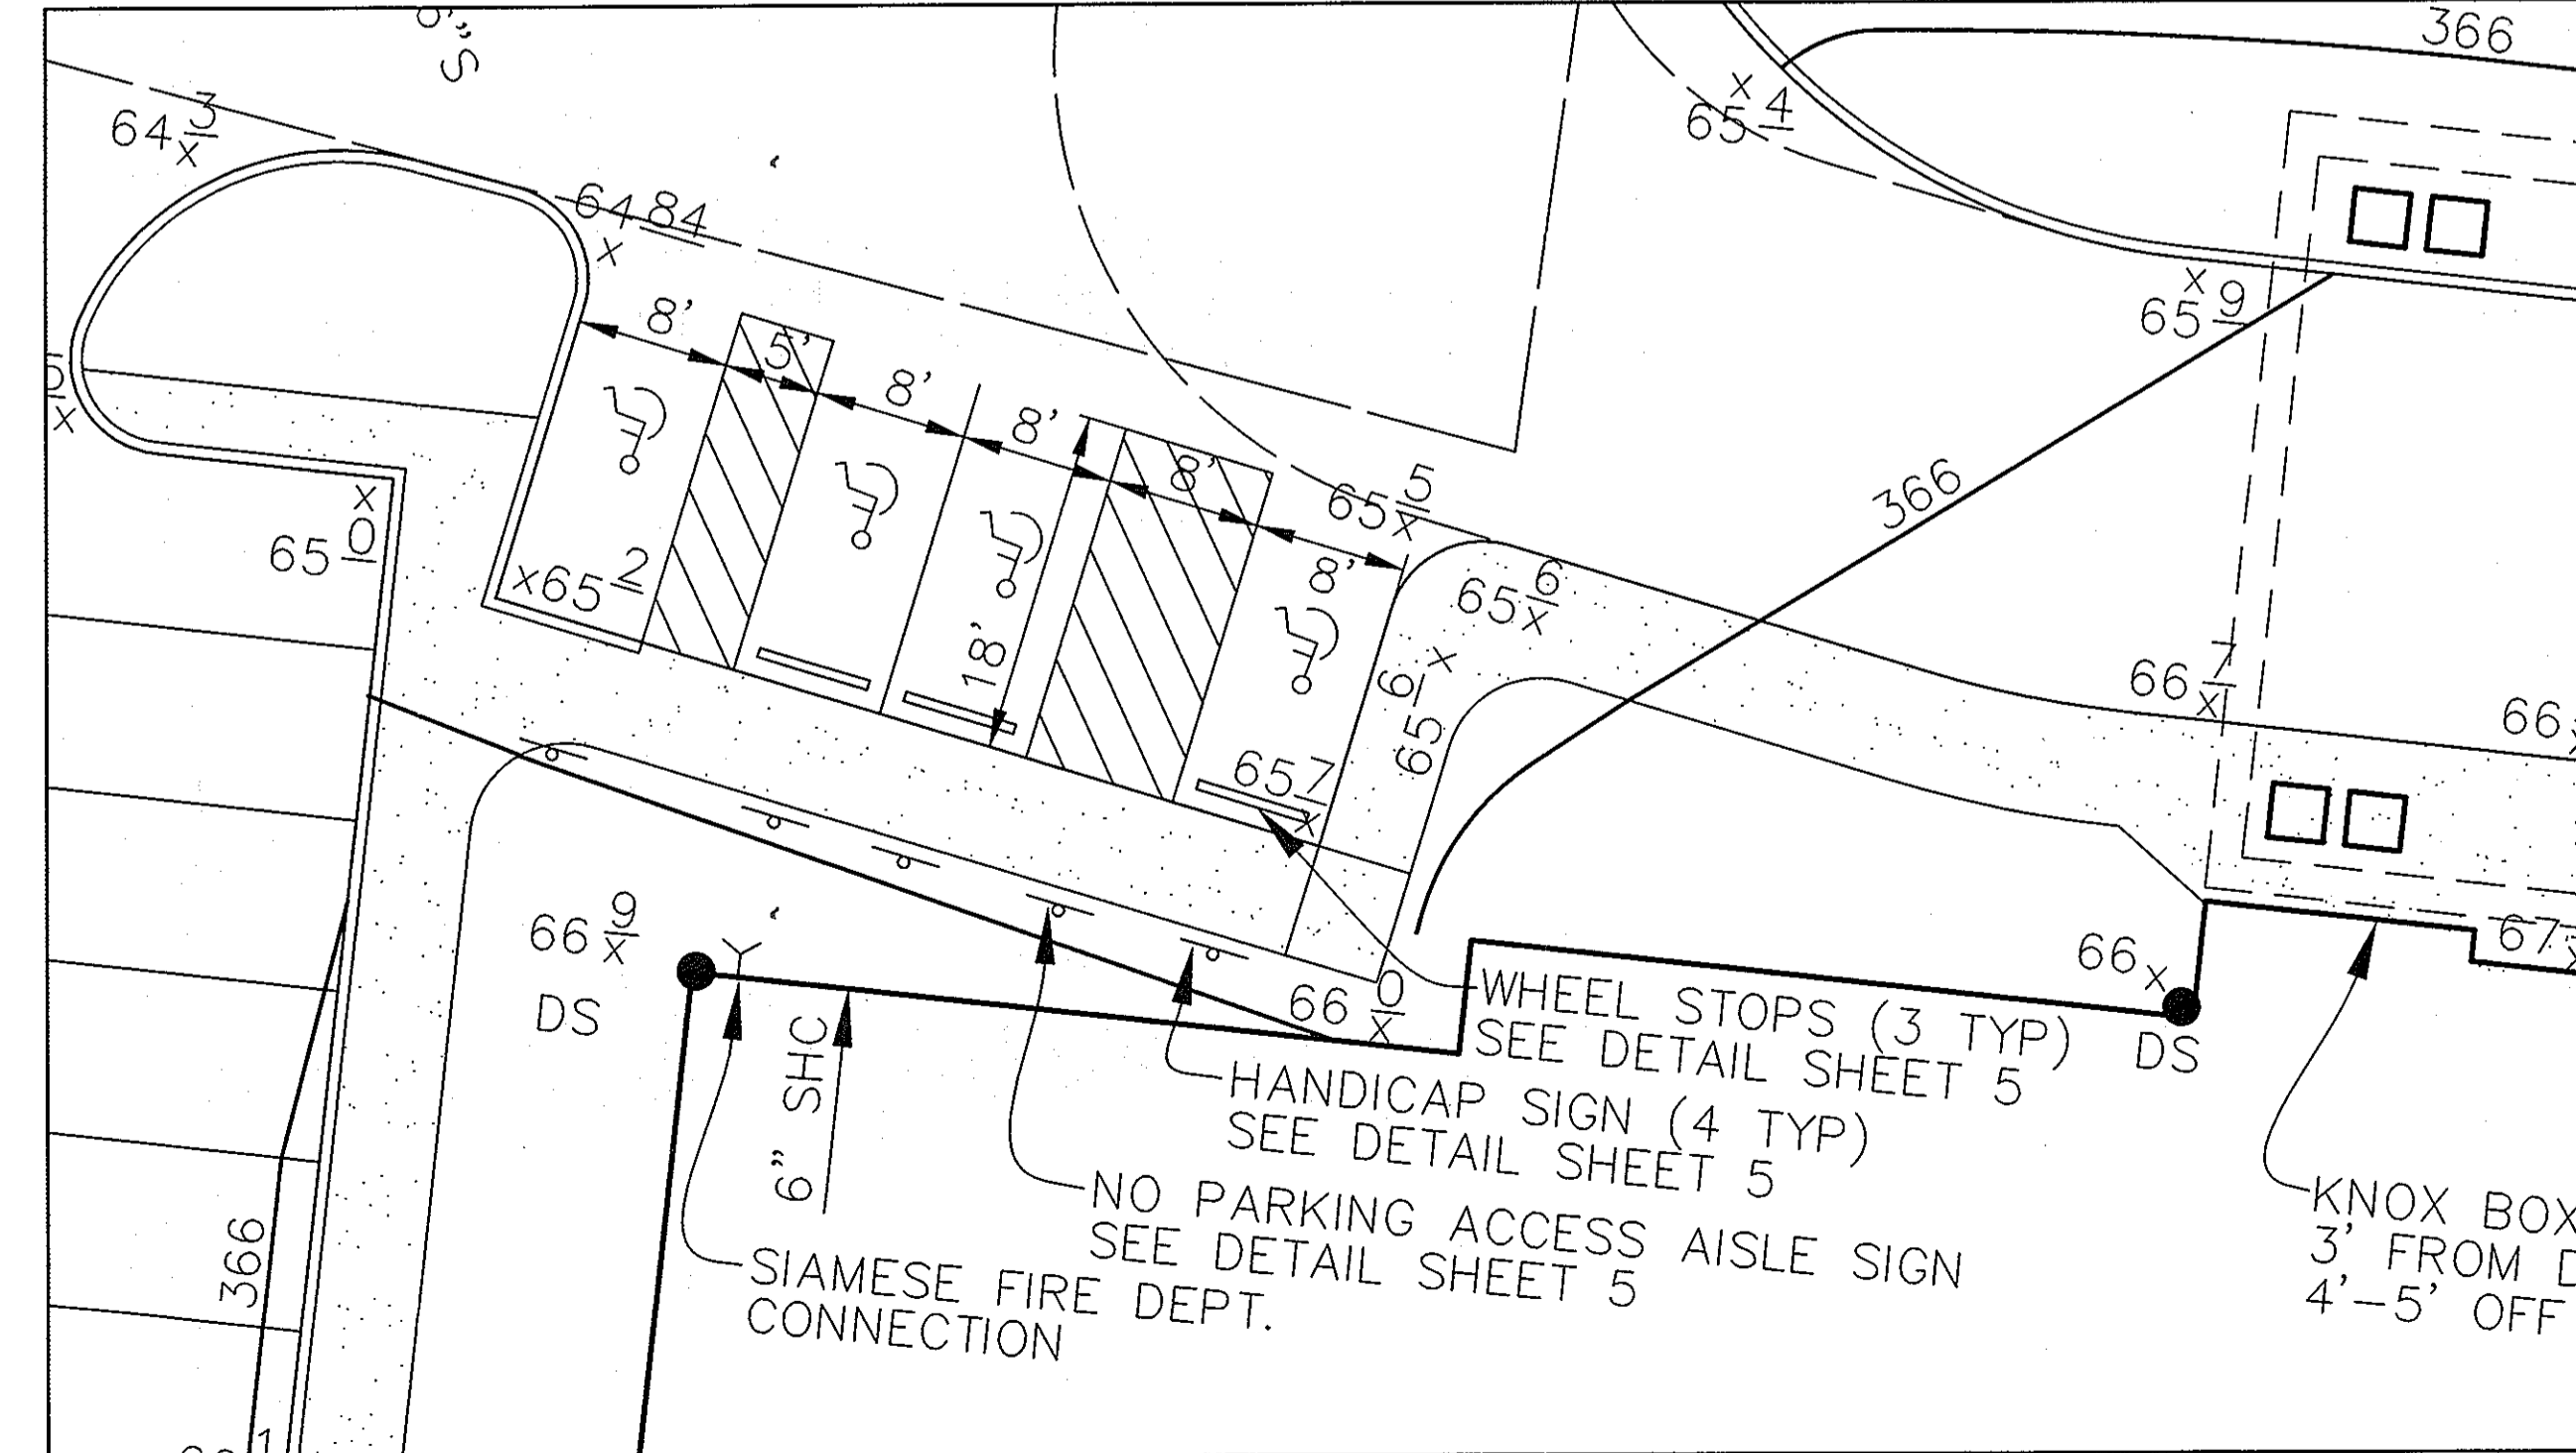 366
64 3
x
x
65 4
64 84
x
x
65 9
8'
5'
8'
8'
8'
8'
18'
x
65 0
x65 2
65 5
x
65 6
x
65 6 x
65 7
x
366
66 7
x
66
x
66 9
x
DS
66 0
x
66 x
DS
67
6" SHC
366
WHEEL STOPS (3 TYP)
SEE DETAIL SHEET 5
HANDICAP SIGN (4 TYP)
SEE DETAIL SHEET 5
NO PARKING ACCESS AISLE SIGN
SEE DETAIL SHEET 5
SIAMESE FIRE DEPT.
CONNECTION
KNOX BOX
3' FROM
4'-5' OFF